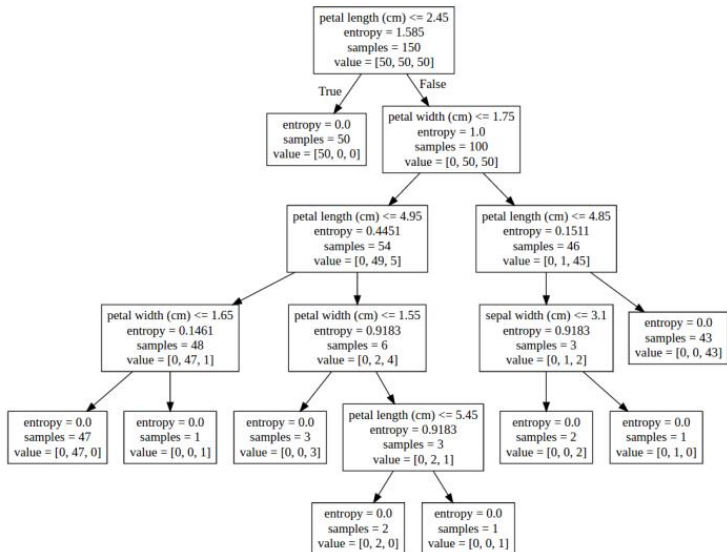 petal length (cm) <= 2.45
entropy = 1.585
samples = 150
value = [50, 50, 50]
True
False
entropy = 0.0
samples = 50
value = [50, 0, 0]
petal width (cm) <= 1.75
entropy = 1.0
samples = 100
value = [0, 50, 50]
petal length (cm) <= 4.95
entropy = 0.4451
samples = 54
value = [0, 49, 5]
petal length (cm) <= 4.85
entropy = 0.1511
samples = 46
value = [0, 1, 45]
petal width (cm) <= 1.65
entropy = 0.1461
samples = 48
value = [0, 47, 1]
petal width (cm) <= 1.55
entropy = 0.9183
samples = 6
value = [0, 2, 4]
sepal width (cm) <= 3.1
entropy = 0.9183
samples = 3
value = [0, 1, 2]
entropy = 0.0
samples = 43
value = [0, 0, 43]
entropy = 0.0
samples = 47
value = [0, 47, 0]
entropy = 0.0
samples = 1
value = [0, 0, 1]
entropy = 0.0
samples = 3
value = [0, 0, 3]
petal length (cm) <= 5.45
entropy = 0.9183
samples = 3
value = [0, 2, 1]
entropy = 0.0
samples = 2
value = [0, 0, 2]
entropy = 0.0
samples = 1
value = [0, 1, 0]
entropy = 0.0
samples = 2
value = [0, 2, 0]
entropy = 0.0
samples = 1
value = [0, 0, 1]